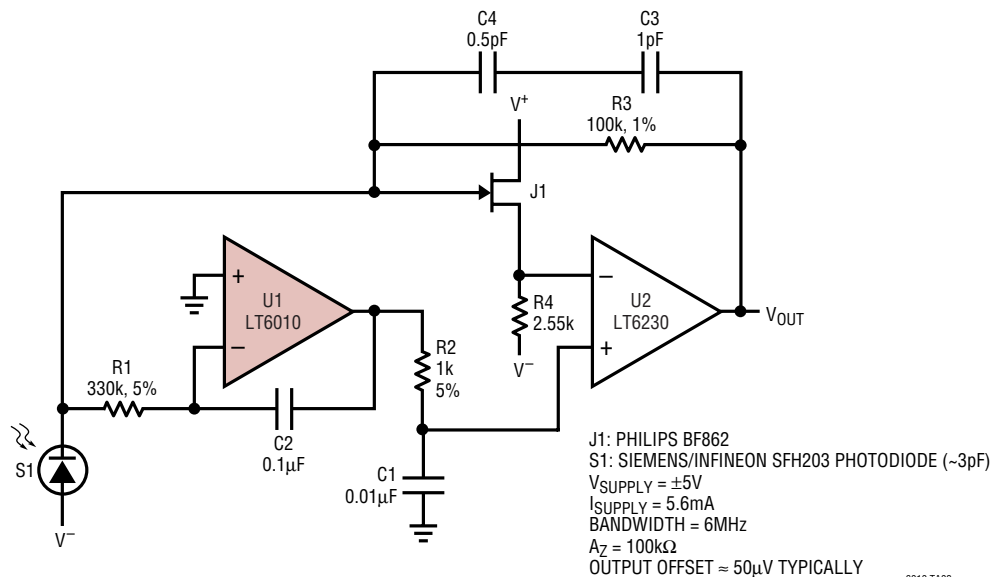 C4
0.5pF
C3
1pF
V+
R3
100k, 1%
J1
+
U1
LT6010
−
−
U2
LT6230
+
VOUT
R4
2.55k
V−
R1
330k, 5%
R2
1k
5%
C2
0.1µF
S1
C1
0.01µF
V−
J1: PHILIPS BF862
S1: SIEMENS/INFINEON SFH203 PHOTODIODE (~3pF)
VSUPPLY = ±5V
ISUPPLY = 5.6mA
BANDWIDTH = 6MHz
AZ = 100kΩ
OUTPUT OFFSET ≈ 50µV TYPICALLY